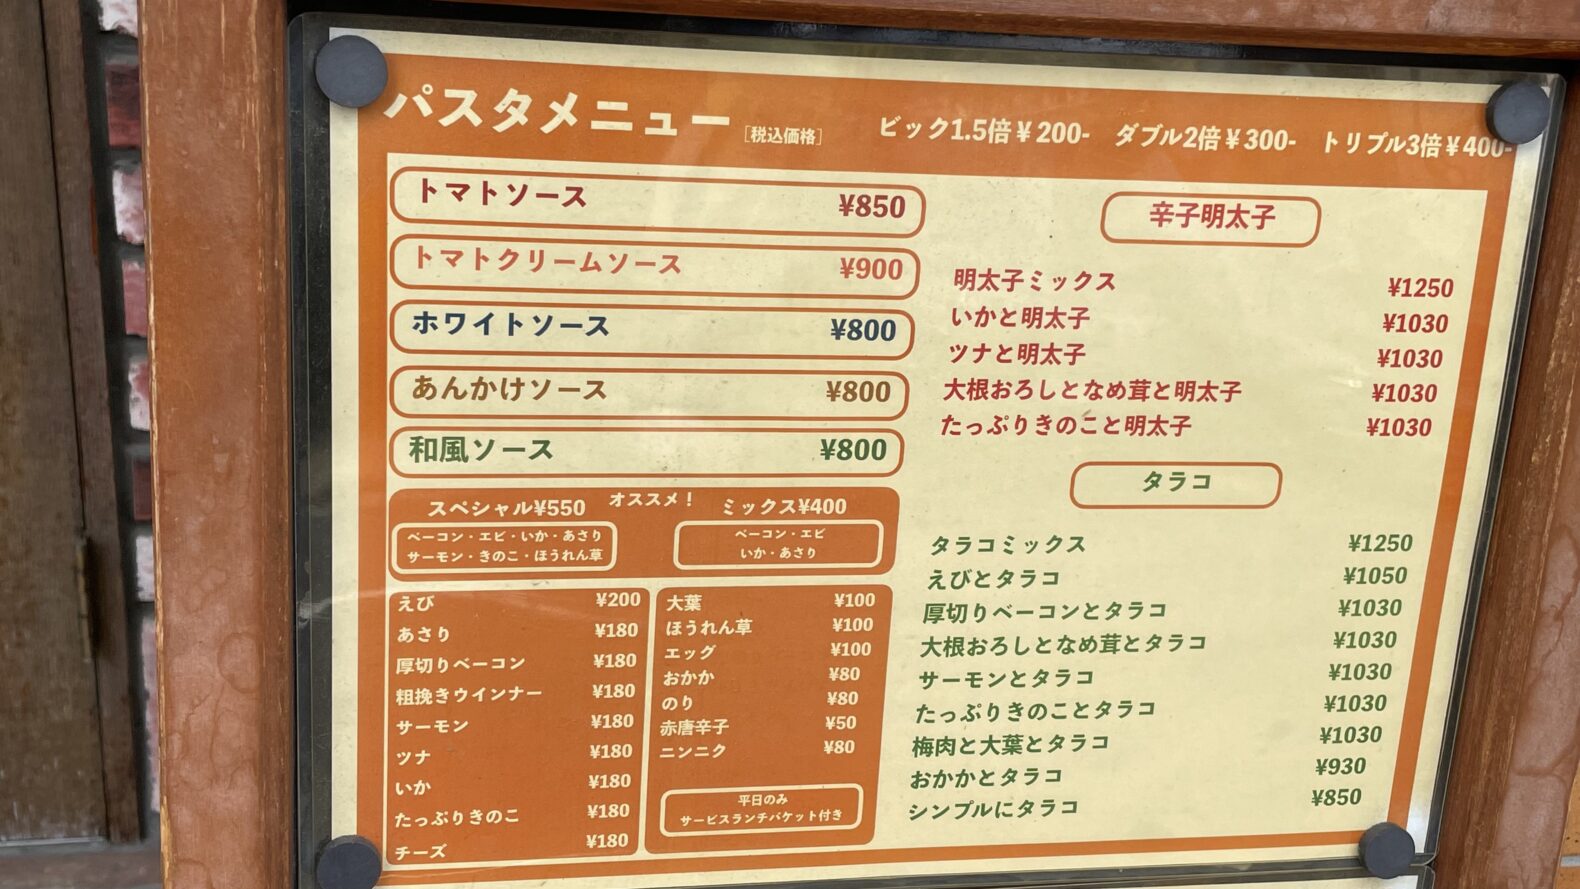 パスタメニュー [税込価格] ビック1.5倍¥200- ダブル2倍¥300- トリプル3倍¥400-
トマトソース ¥850
トマトクリームソース ¥900
ホワイトソース ¥800
あんかけソース ¥800
和風ソース ¥800
スペシャル¥550 オススメ！ ミックス¥400
ベーコン・エビ・いか・あさり
サーモン・きのこ・ほうれん草
ベーコン・エビ
いか・あさり
えび ¥200
あさり ¥180
厚切りベーコン ¥180
粗挽きウインナー ¥180
サーモン ¥180
ツナ ¥180
いか ¥180
たっぷりきのこ ¥180
チーズ ¥180
大葉 ¥100
ほうれん草 ¥100
エッグ ¥100
おかか ¥80
のり ¥80
赤唐辛子 ¥50
ニンニク ¥80
平日のみ
サービスランチバケット付き
辛子明太子
明太子ミックス ¥1250
いかと明太子 ¥1030
ツナと明太子 ¥1030
大根おろしとなめ茸と明太子 ¥1030
たっぷりきのこと明太子 ¥1030
タラコ
タラコミックス ¥1250
えびとタラコ ¥1050
厚切りベーコンとタラコ ¥1030
大根おろしとなめ茸とタラコ ¥1030
サーモンとタラコ ¥1030
たっぷりきのことタラコ ¥1030
梅肉と大葉とタラコ ¥1030
おかかとタラコ ¥930
シンプルにタラコ ¥850